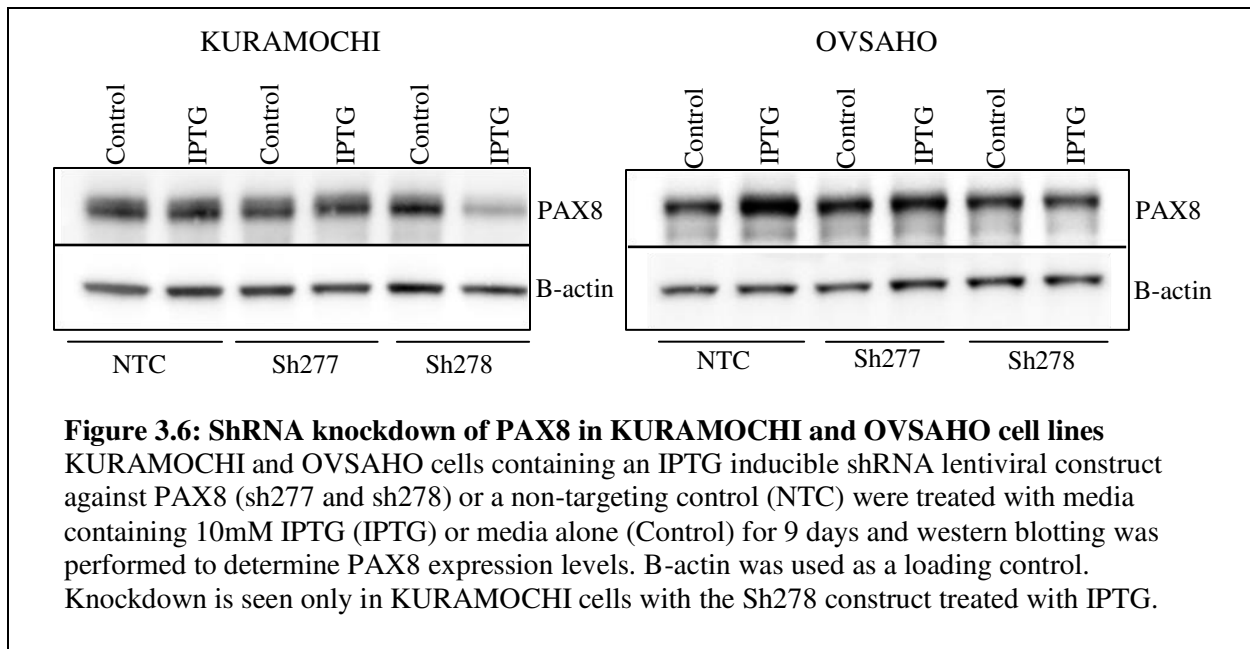 KURAMOCHI
OVSAHO
Control
IPTG
Control
IPTG
Control
IPTG
Control
IPTG
Control
IPTG
Control
IPTG
PAX8
PAX8
B-actin
B-actin
NTC
Sh277
Sh278
NTC
Sh277
Sh278
Figure 3.6: ShRNA knockdown of PAX8 in KURAMOCHI and OVSAHO cell lines
KURAMOCHI and OVSAHO cells containing an IPTG inducible shRNA lentiviral construct
against PAX8 (sh277 and sh278) or a non-targeting control (NTC) were treated with media
containing 10mM IPTG (IPTG) or media alone (Control) for 9 days and western blotting was
performed to determine PAX8 expression levels. B-actin was used as a loading control.
Knockdown is seen only in KURAMOCHI cells with the Sh278 construct treated with IPTG.